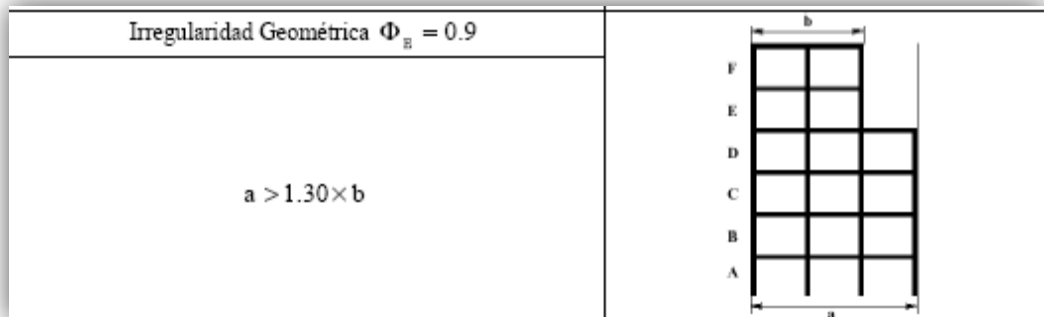 Irregularidad Geométrica Φ_E = 0.9
a > 1.30 × b
b
F
E
D
C
B
A
a